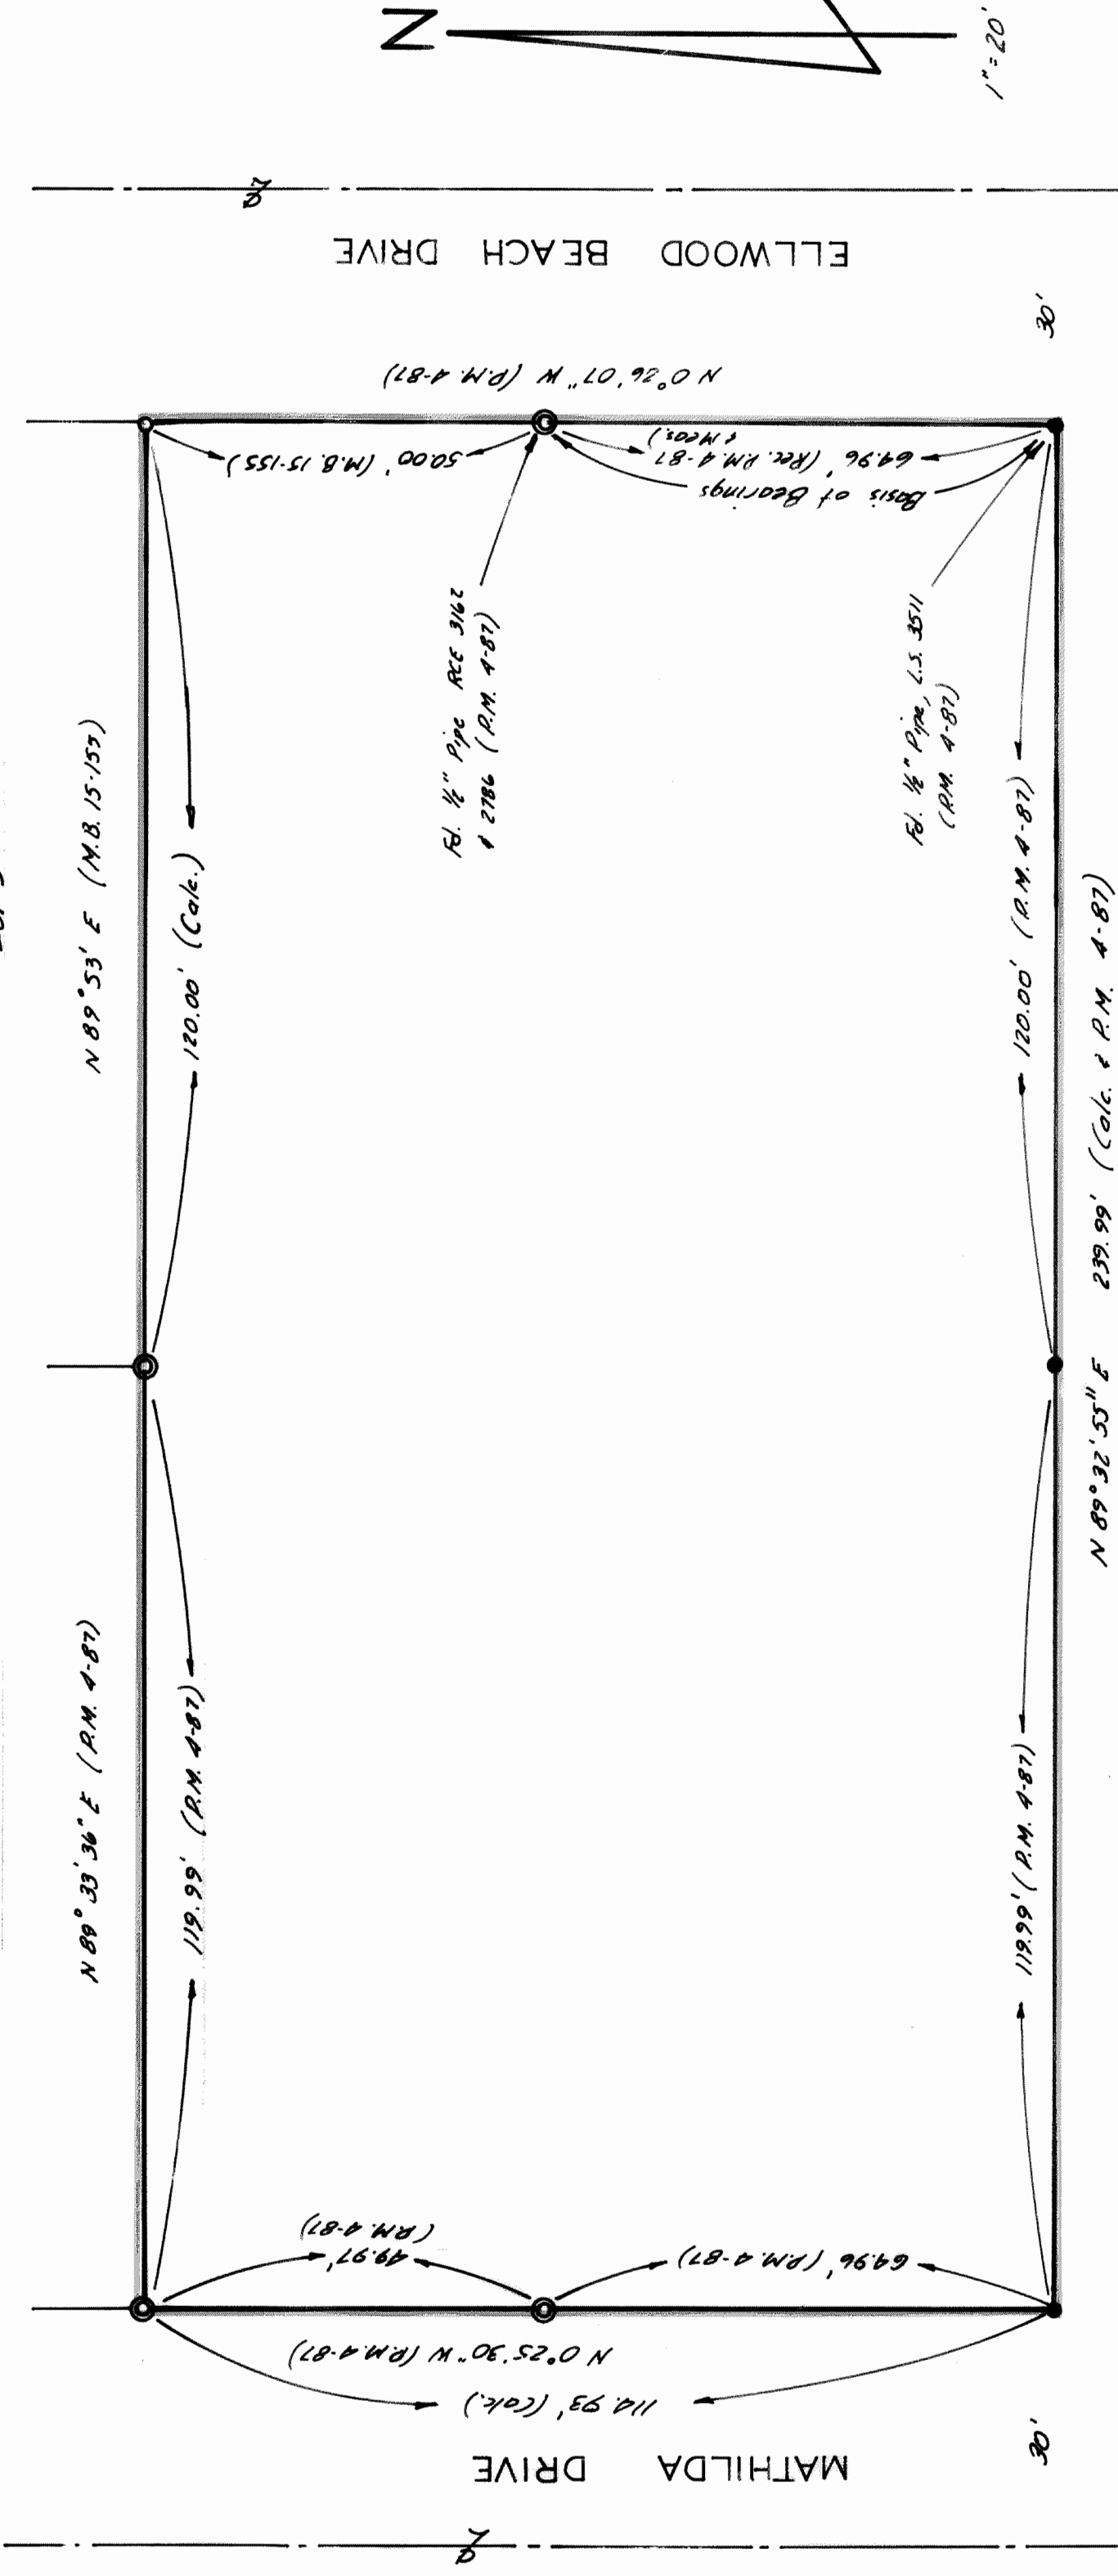 N
1" = 20'
ELLWOOD BEACH DRIVE
30'
N 0° 26' 07" W (P.M. 4-87)
50.00' (M.B. 15-155)
64.96' (Rec. P.M. 4-87
& Meas.)
Basis of Bearings
Fd. ½" Pipe RCE 3162
& 2786 (P.M. 4-87)
Fd. ½" Pipe, L.S. 3511
(P.M. 4-87)
N 89° 53' E (M.B. 15-155)
120.00' (Calc.)
120.00' (P.M. 4-87)
N 89° 32' 55" E 239.99' (Calc. & P.M. 4-87)
N 89° 33' 36" E (P.M. 4-87)
119.99' (P.M. 4-87)
119.99' (P.M. 4-87)
49.97'
(P.M. 4-87)
64.96' (P.M. 4-87)
N 0° 25' 30" W (P.M. 4-87)
114.93' (Calc.)
MATHILDA DRIVE
30'